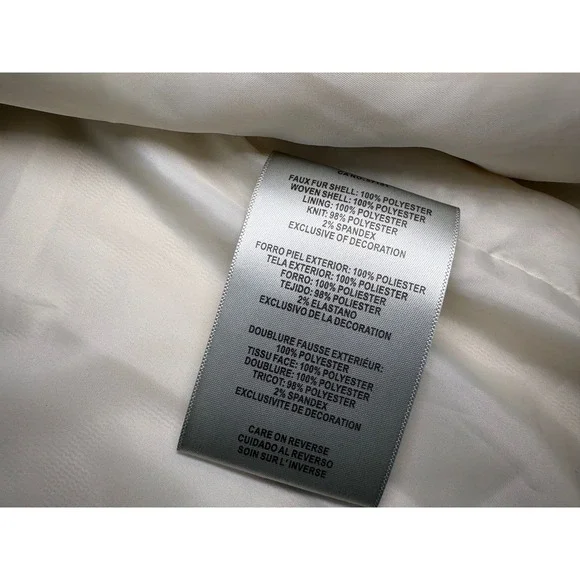 FAUX FUR SHELL: 100% POLYESTER
WOVEN SHELL: 100% POLYESTER
LINING: 100% POLYESTER
KNIT: 98% POLYESTER
2% SPANDEX
EXCLUSIVE OF DECORATION
FORRO PIEL EXTERIOR: 100% POLIESTER
TELA EXTERIOR: 100% POLIESTER
FORRO: 100% POLIESTER
TEJIDO: 98% POLIESTER
2% ELASTANO
EXCLUSIVO DE LA DECORATION
DOUBLURE FAUSSE EXTERIEUR:
100% POLYESTER
TISSU FACE: 100% POLYESTER
DOUBLURE: 100% POLYESTER
TRICOT: 98% POLYESTER
2% SPANDEX
EXCLUSIVITE DE DECORATION
CARE ON REVERSE
CUIDADO AL REVERSO
SOIN SUR L'INVERSE